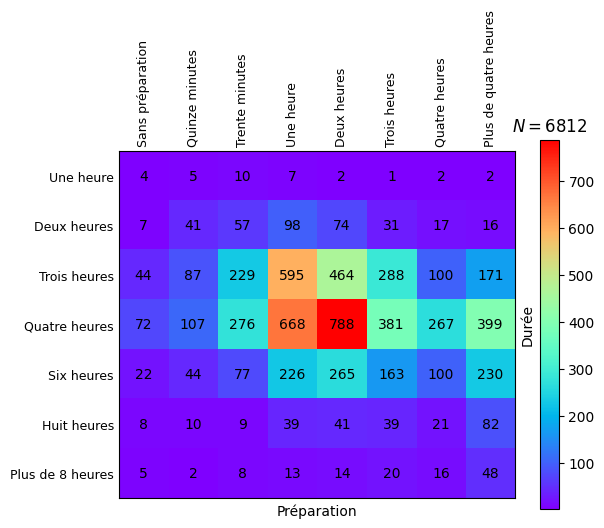 Sans préparation
Quinze minutes
Trente minutes
Une heure
Deux heures
Trois heures
Quatre heures
Plus de quatre heures
N = 6812
Une heure 4 5 10 7 2 1 2 2
Deux heures 7 41 57 98 74 31 17 16
Trois heures 44 87 229 595 464 288 100 171
Quatre heures 72 107 276 668 788 381 267 399
Six heures 22 44 77 226 265 163 100 230
Huit heures 8 10 9 39 41 39 21 82
Plus de 8 heures 5 2 8 13 14 20 16 48
Préparation
Durée
700
600
500
400
300
200
100